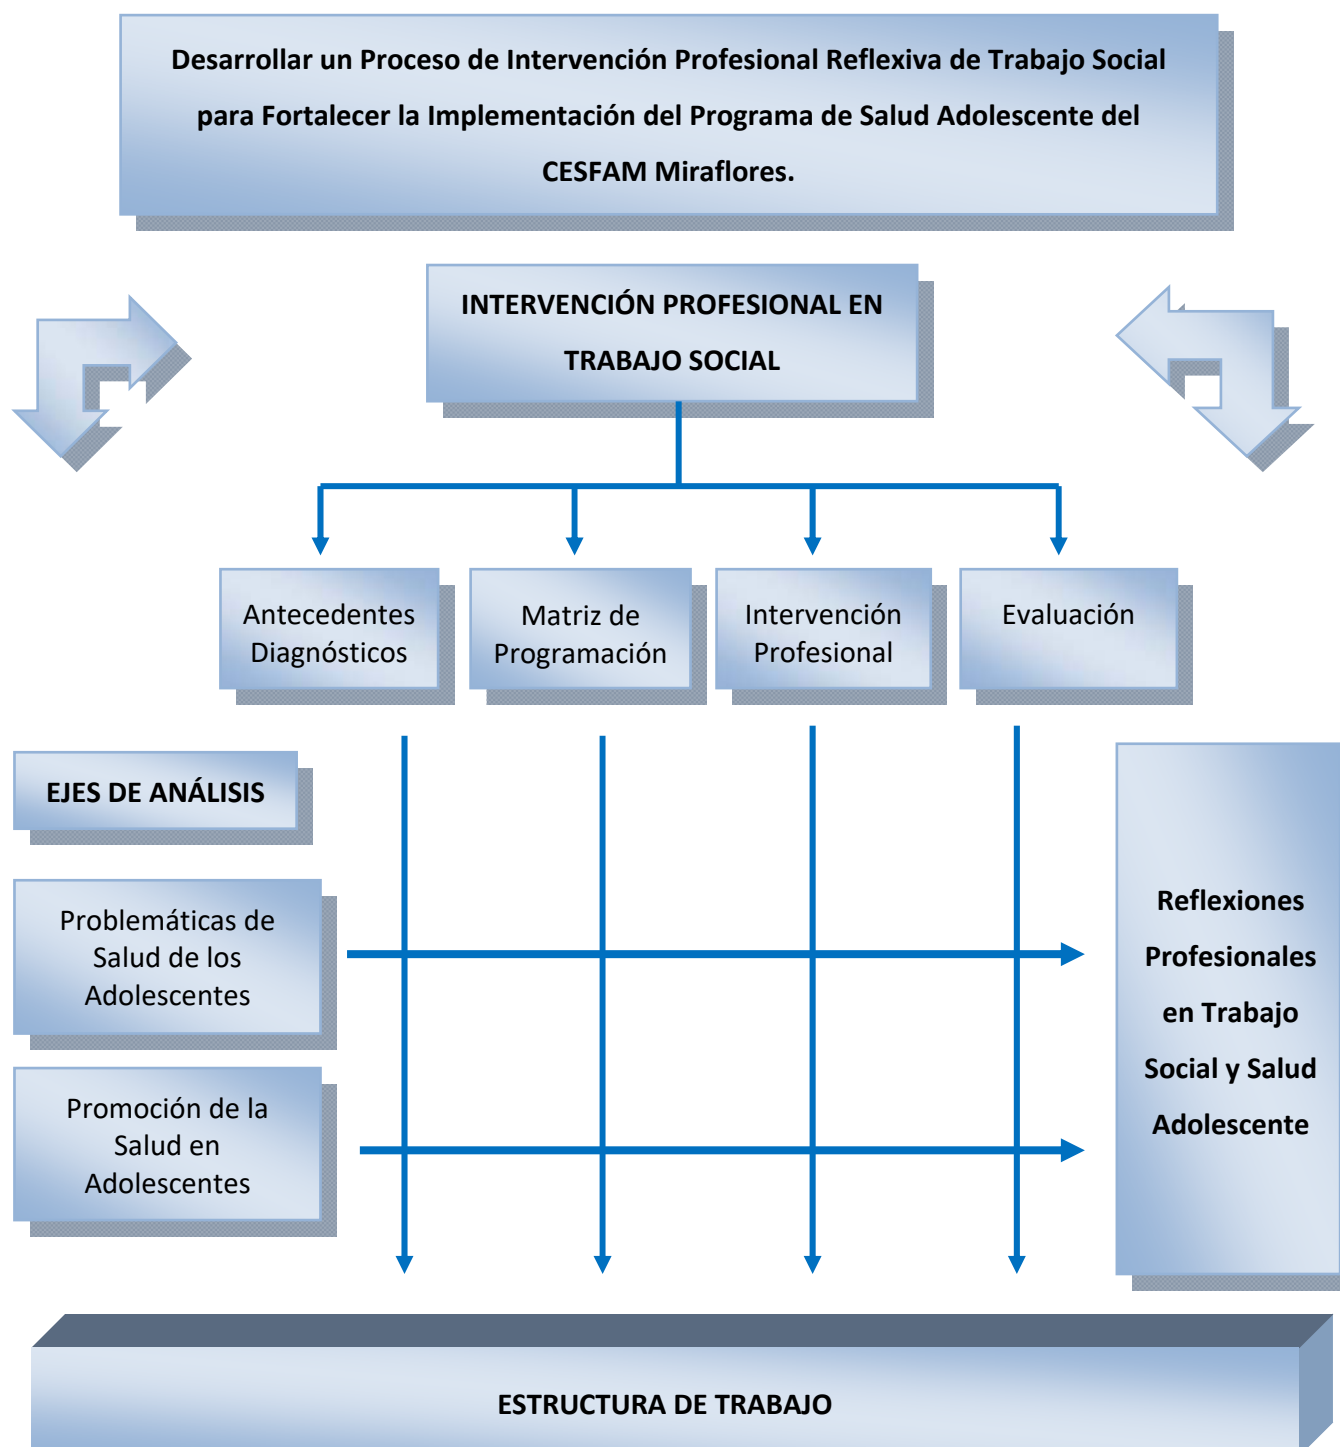 Desarrollar un Proceso de Intervención Profesional Reflexiva de Trabajo Social
para Fortalecer la Implementación del Programa de Salud Adolescente del
CESFAM Miraflores.
INTERVENCIÓN PROFESIONAL EN
TRABAJO SOCIAL
Antecedentes
Diagnósticos
Matriz de
Programación
Intervención
Profesional
Evaluación
EJES DE ANÁLISIS
Problemáticas de
Salud de los
Adolescentes
Promoción de la
Salud en
Adolescentes
Reflexiones
Profesionales
en Trabajo
Social y Salud
Adolescente
ESTRUCTURA DE TRABAJO